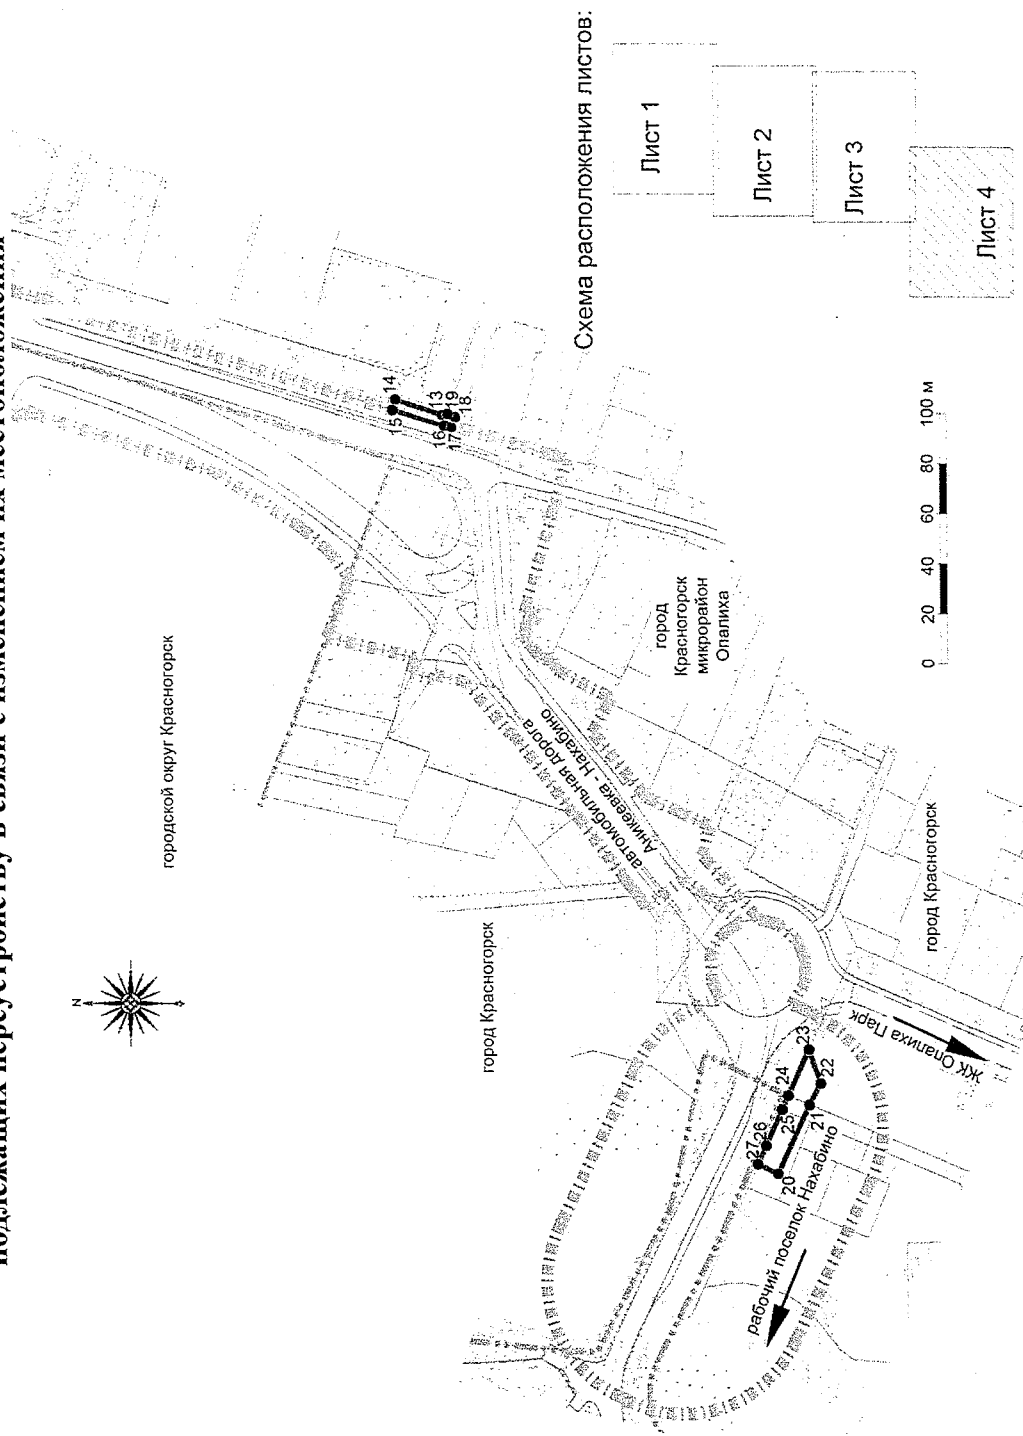 подлежащих переустройству в связи с изменением их местоположения
N
городской округ Красногорск
город Красногорск
автомобильная дорога
Аникеевка - Нахабино
город
Красногорск
микрорайон
Опалиха
город Красногорск
ЖК Опалиха Парк
рабочий поселок Нахабино
14
15
13
16
19
17
18
23
24
22
25
21
26
27
20
0 20 40 60 80 100 м
Схема расположения листов:
Лист 1
Лист 2
Лист 3
Лист 4